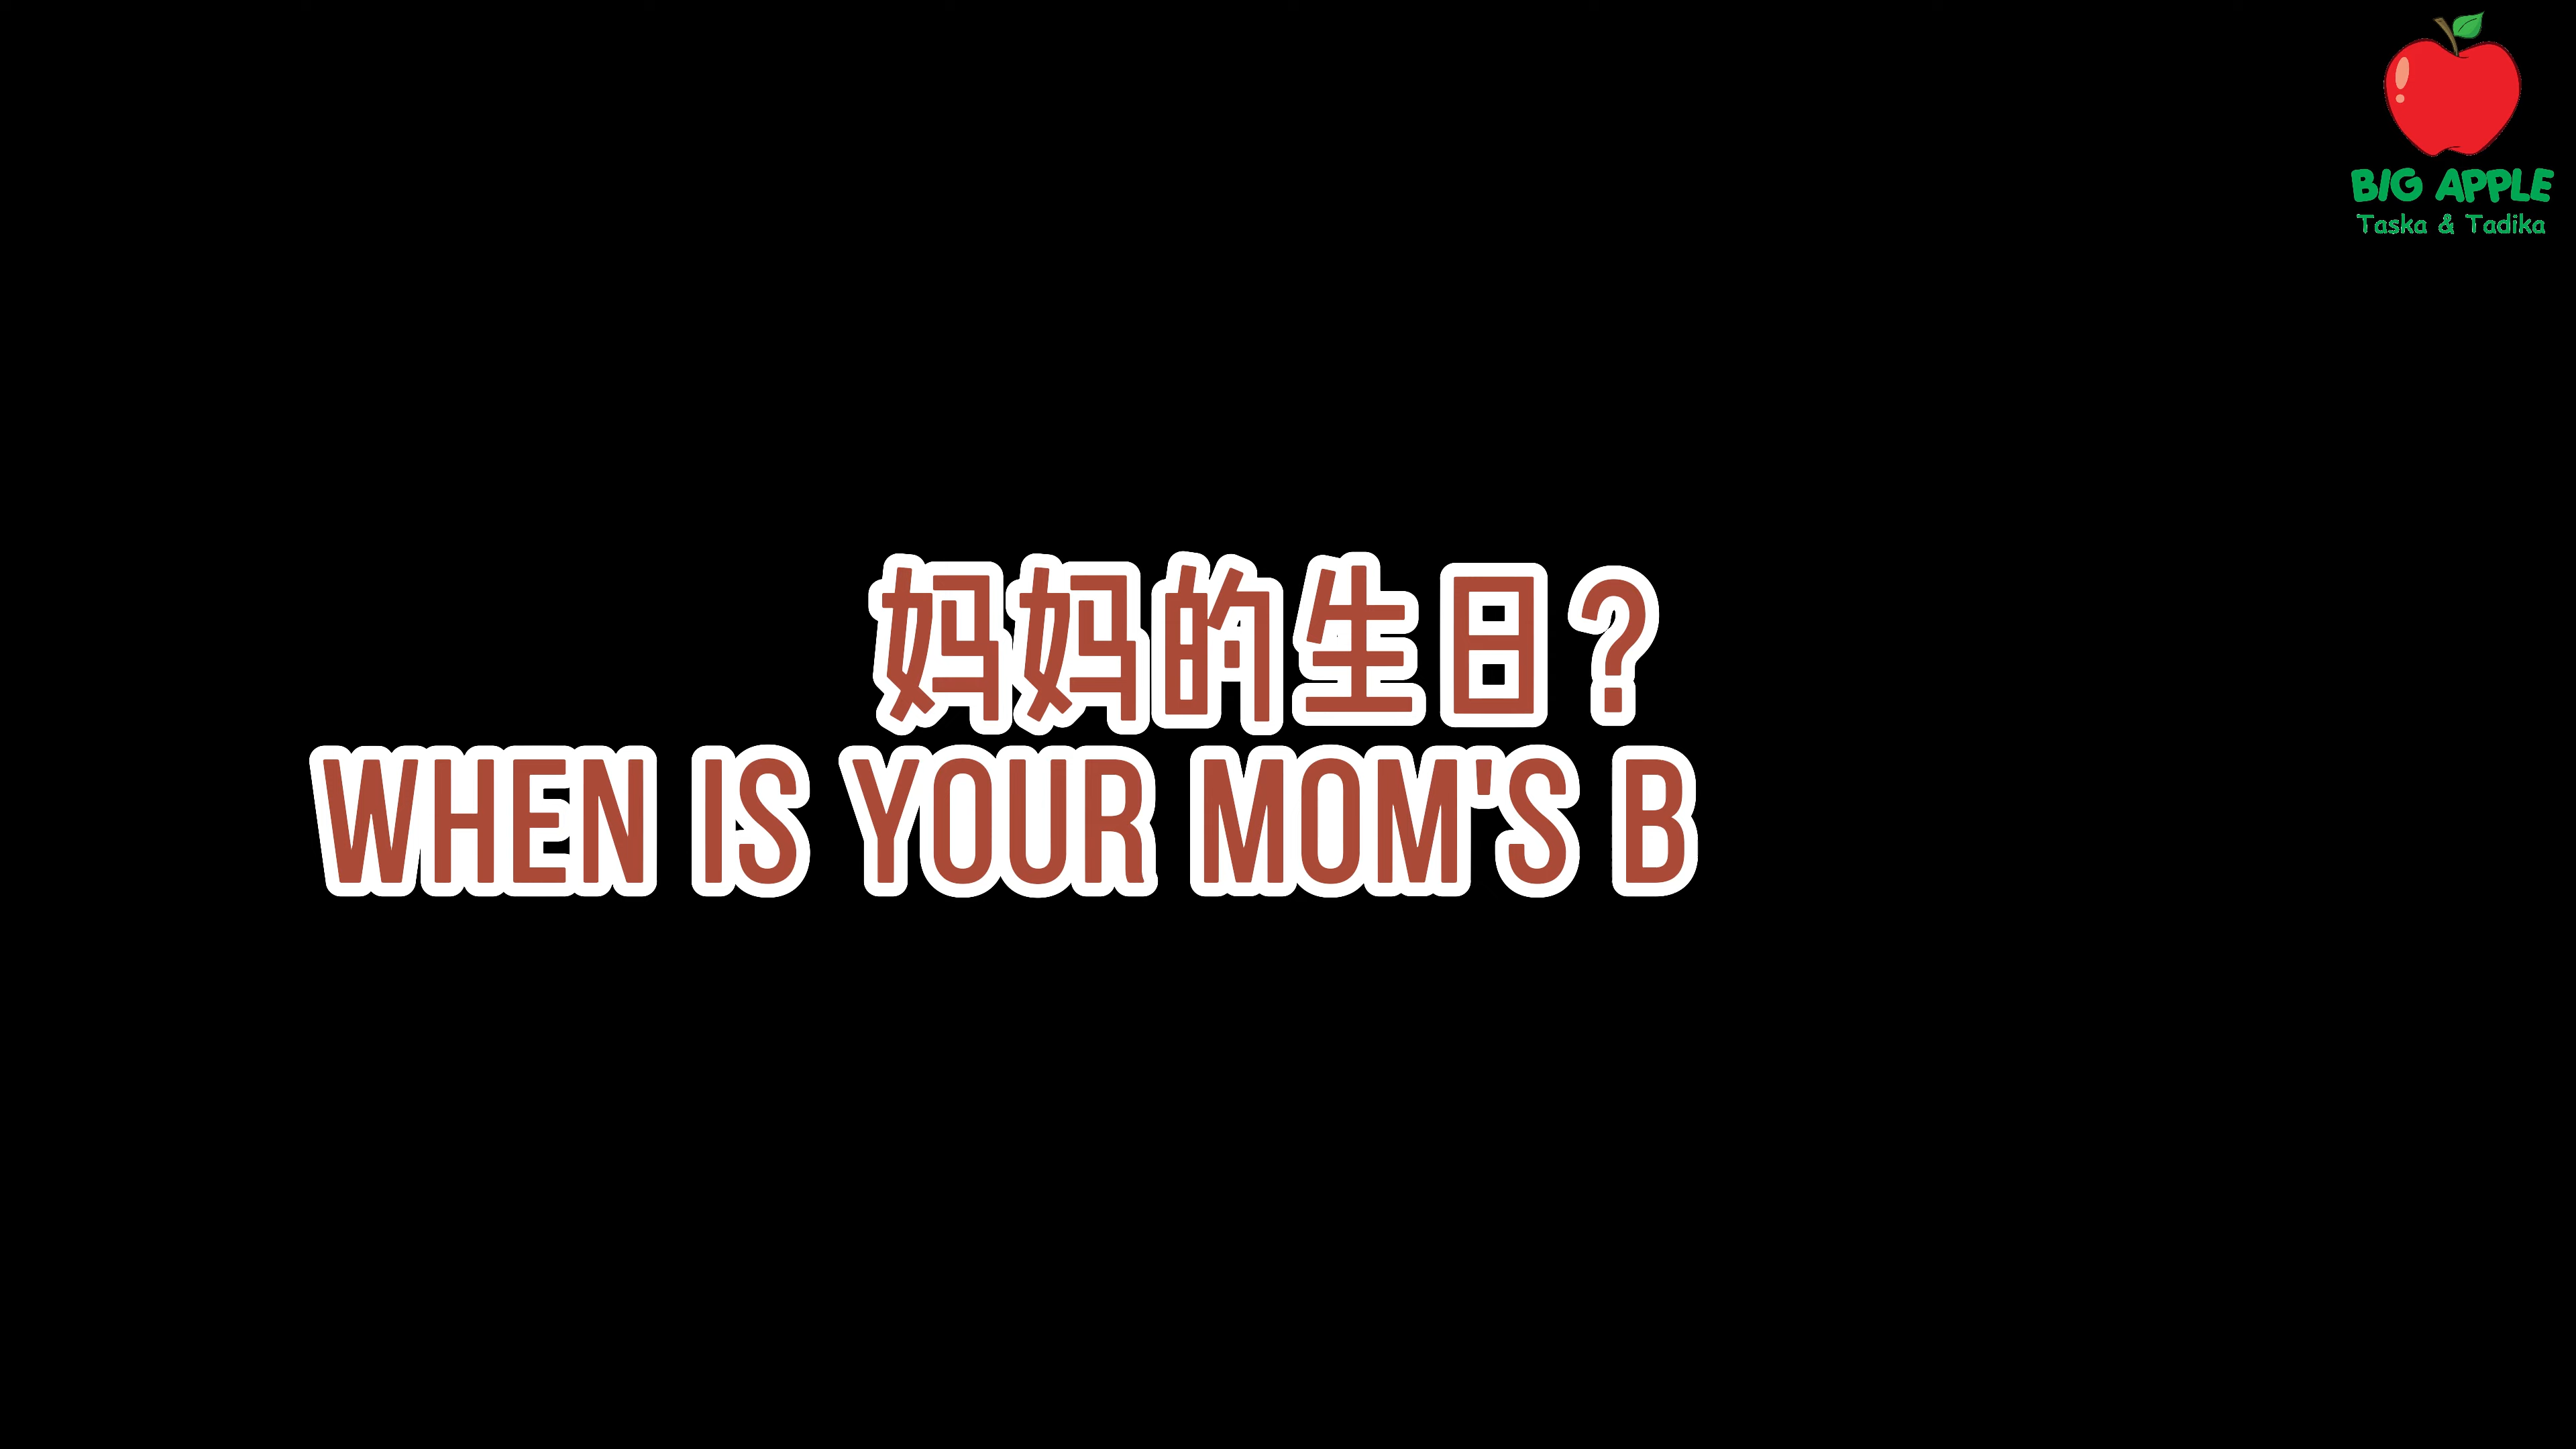 BIG APPLE
Taska & Tadika
妈妈的生日？
WHEN IS YOUR MOM'S B